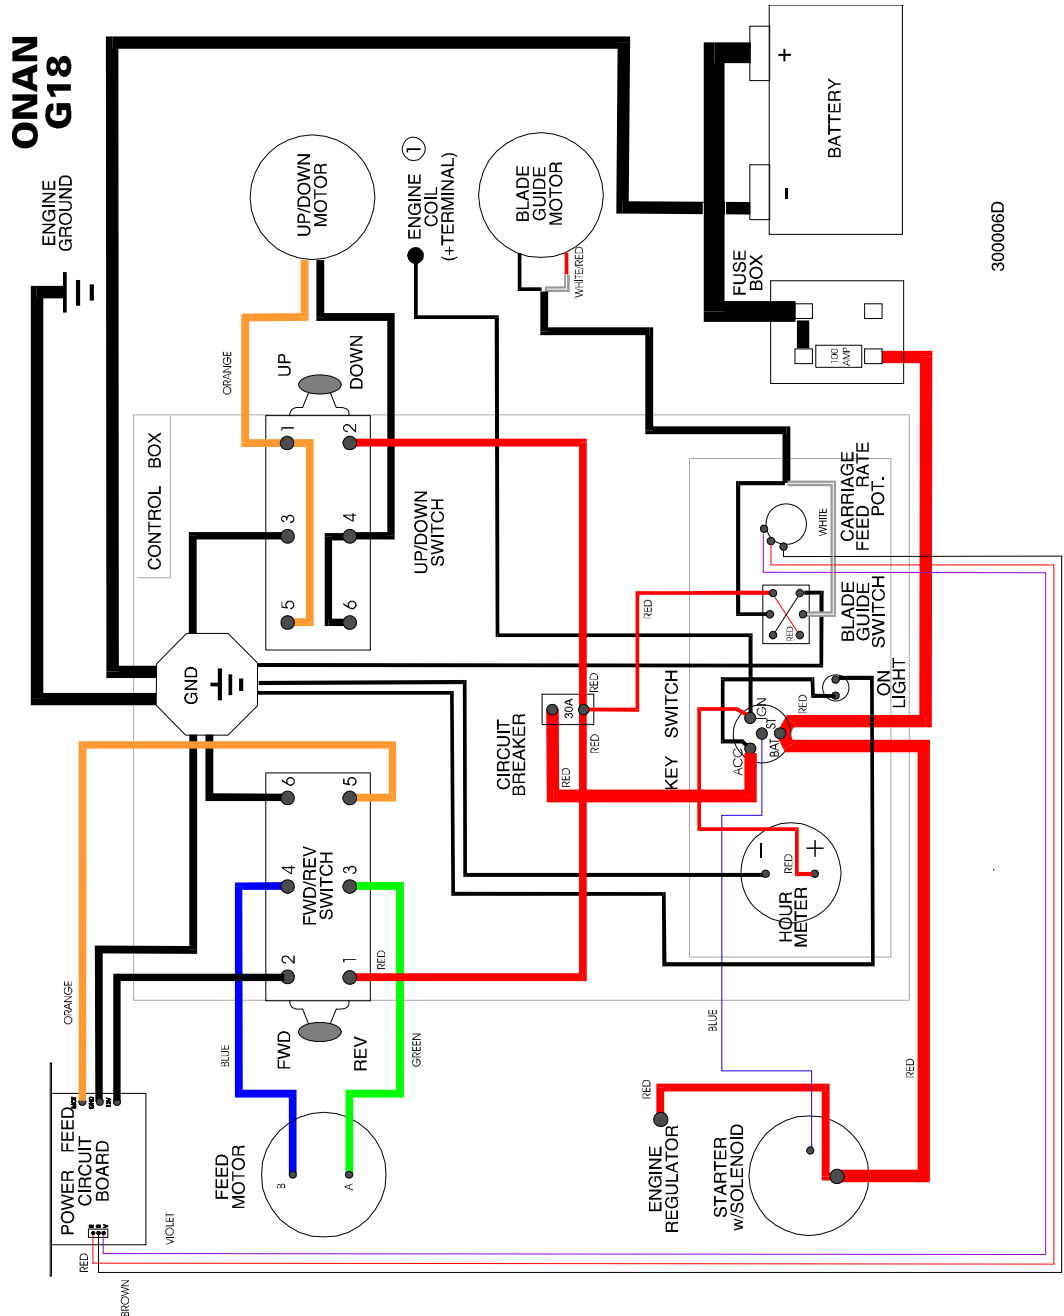 ONAN
G18
ENGINE
GROUND
UP/DOWN
MOTOR
ENGINE
COIL
(+TERMINAL)
1
BLADE
GUIDE
MOTOR
WHITE/RED
BATTERY
+
-
FUSE
BOX
100
AMP
300006D
ORANGE
UP
DOWN
CONTROL BOX
1
2
3
4
5
6
UP/DOWN
SWITCH
GND
CARRIAGE
FEED RATE
POT.
WHITE
BLADE
GUIDE
SWITCH
RED
RED
ON
LIGHT
RED
KEY SWITCH
IGN
ST
BAT
ACC
CIRCUIT
BREAKER
30A
RED
RED
RED
6
5
4
3
2
1
FWD/REV
SWITCH
RED
HOUR
METER
-
+
RED
FWD
REV
ORANGE
BLUE
GREEN
BLUE
RED
RED
POWER FEED
CIRCUIT
BOARD
GND
12V
FEED
MOTOR
B
A
ENGINE
REGULATOR
STARTER
w/SOLENOID
VIOLET
RED
BROWN